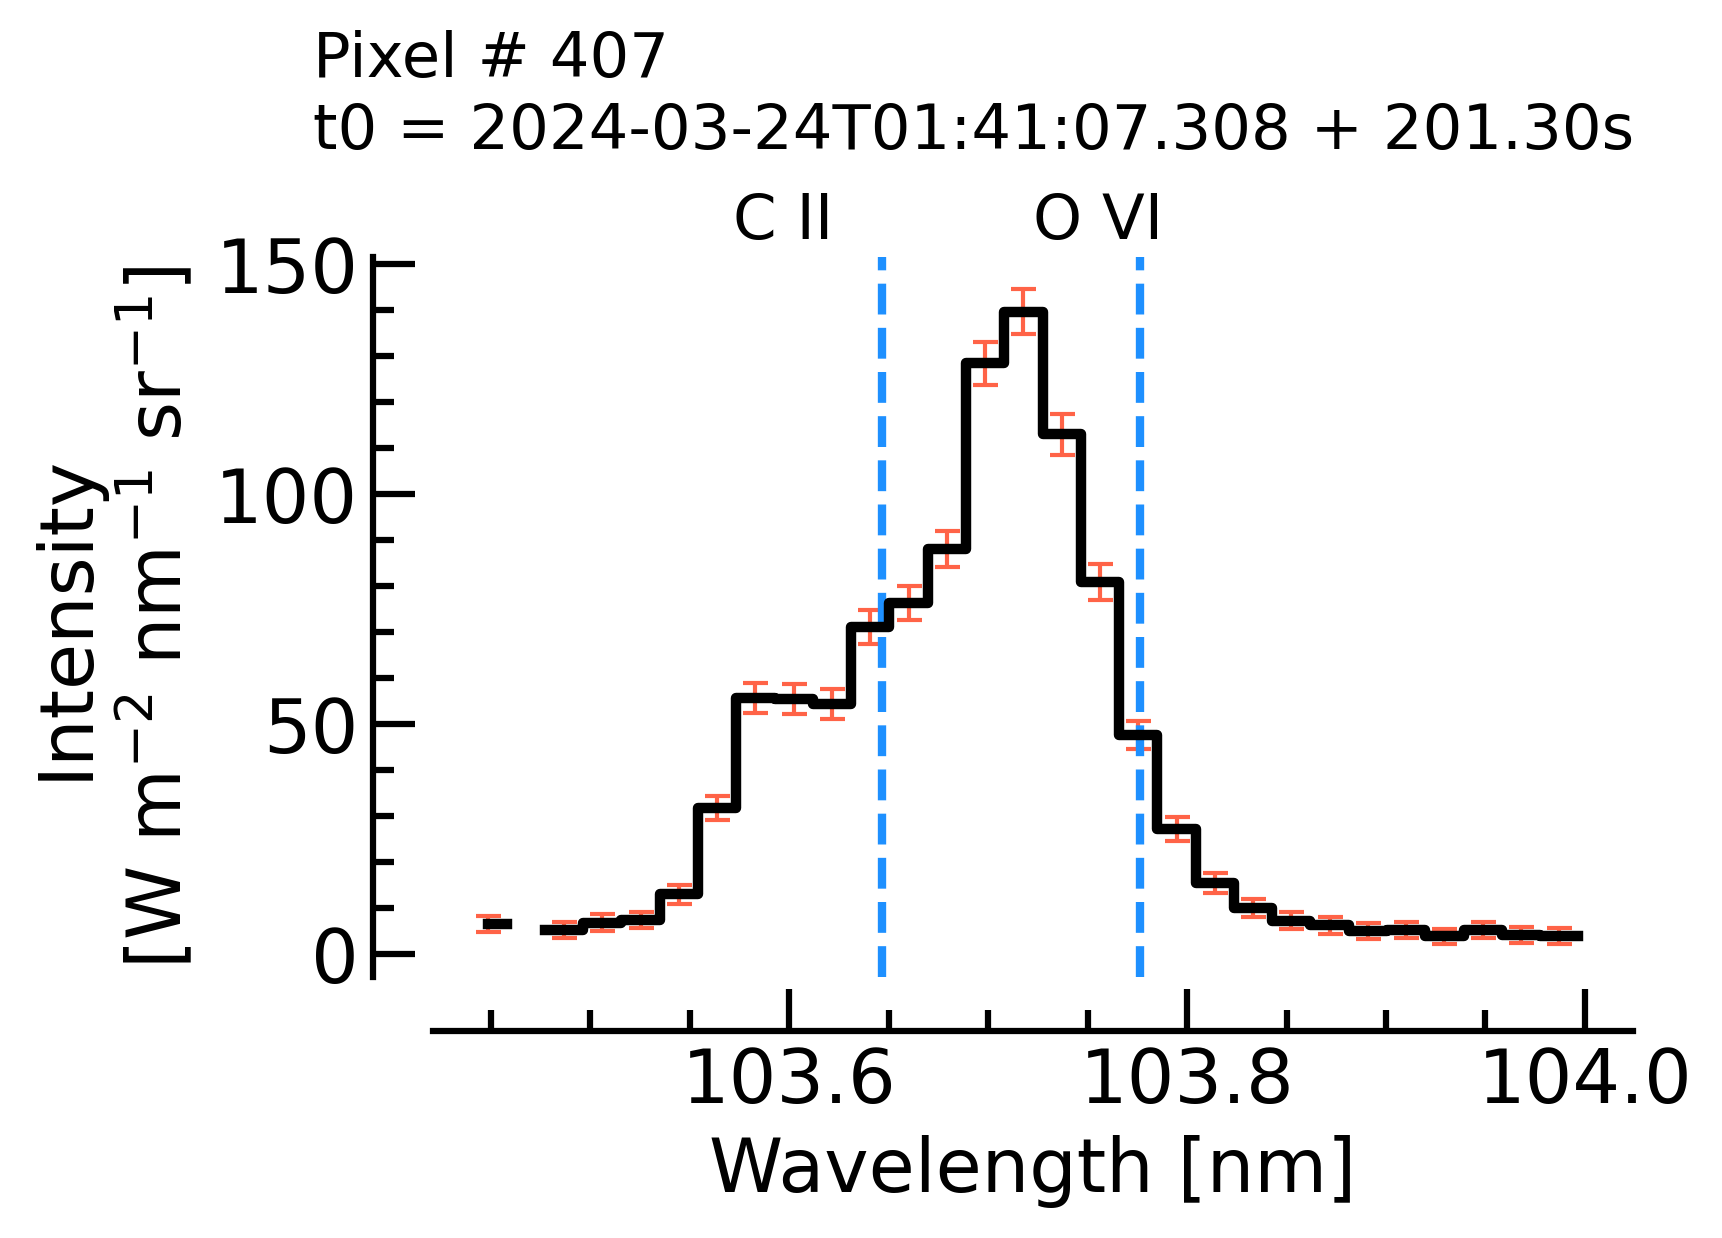 Pixel # 407
t0 = 2024-03-24T01:41:07.308 + 201.30s
C II O VI
150
100
50
0
Intensity
[W m⁻² nm⁻¹ sr⁻¹]
103.6 103.8 104.0
Wavelength [nm]